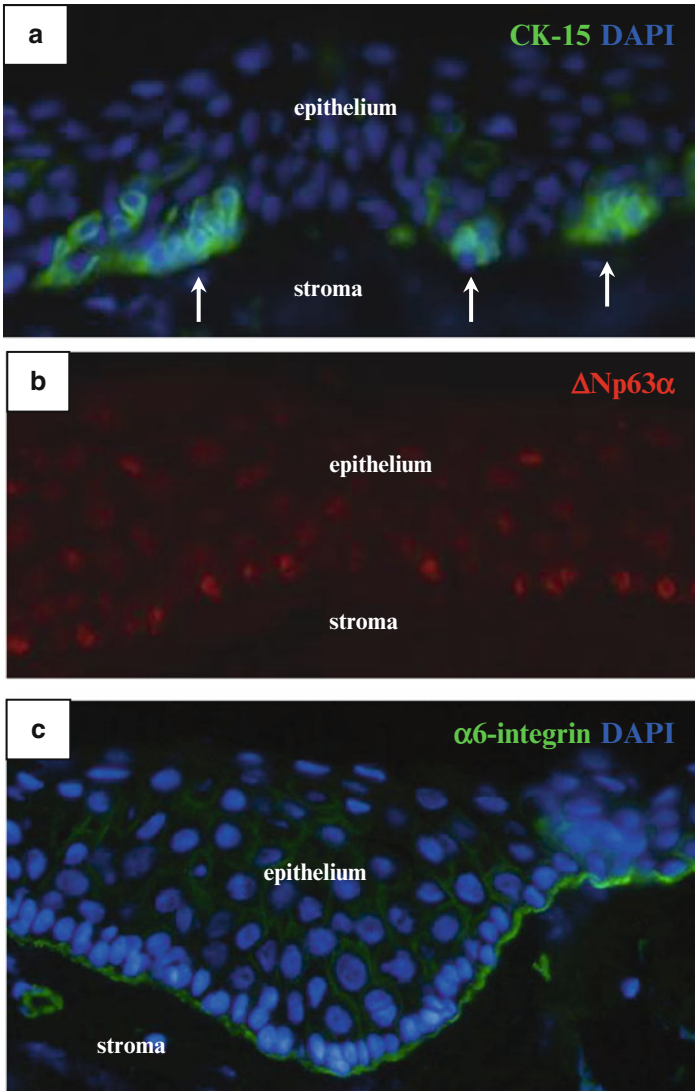 a
CK-15 DAPI
epithelium
stroma
b
ΔNp63α
epithelium
stroma
c
α6-integrin DAPI
epithelium
stroma